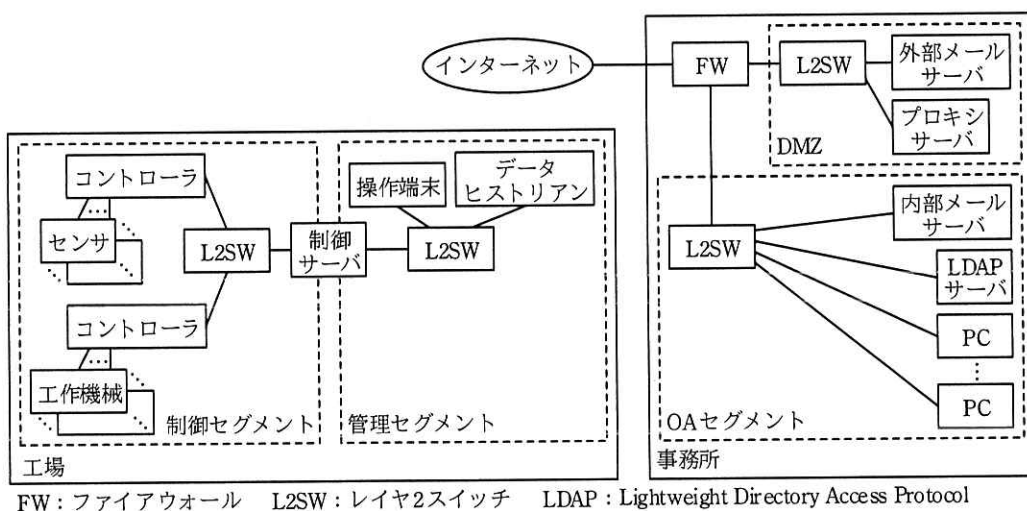 インターネット
FW
L2SW
外部メール
サーバ
プロキシ
サーバ
DMZ
コントローラ
センサ
L2SW
制御
サーバ
コントローラ
工作機械
制御セグメント
操作端末
データ
ヒストリアン
L2SW
管理セグメント
工場
L2SW
内部メール
サーバ
LDAP
サーバ
PC
PC
OAセグメント
事務所
FW:ファイアウォール L2SW:レイヤ2スイッチ LDAP:Lightweight Directory Access Protocol